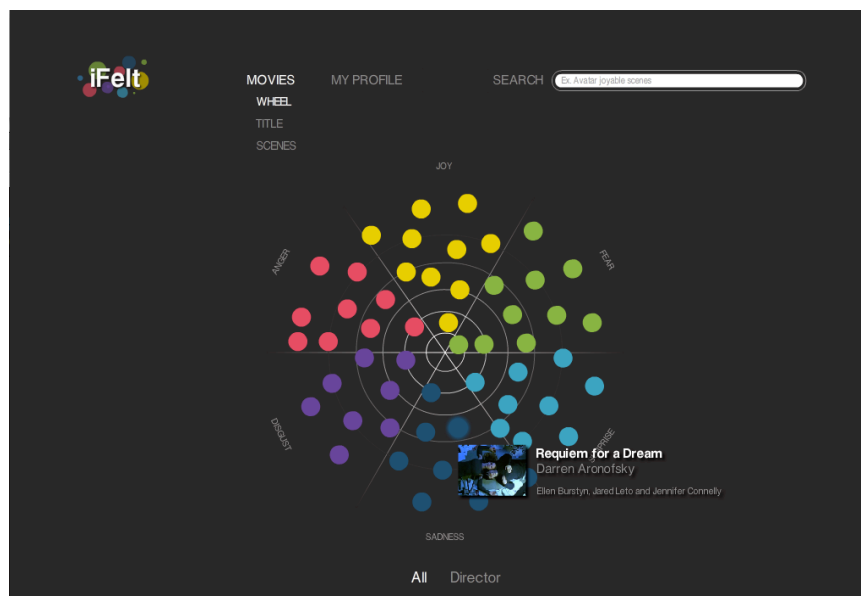 iFelt
MOVIES
MY PROFILE
SEARCH
Ex. Avatar joyable scenes
WHEEL
TITLE
SCENES
JOY
ANGER
FEAR
DISGUST
Requiem for a Dream
Darren Aronofsky
Ellen Burstyn, Jared Leto and Jennifer Connelly
SADNESS
All
Director